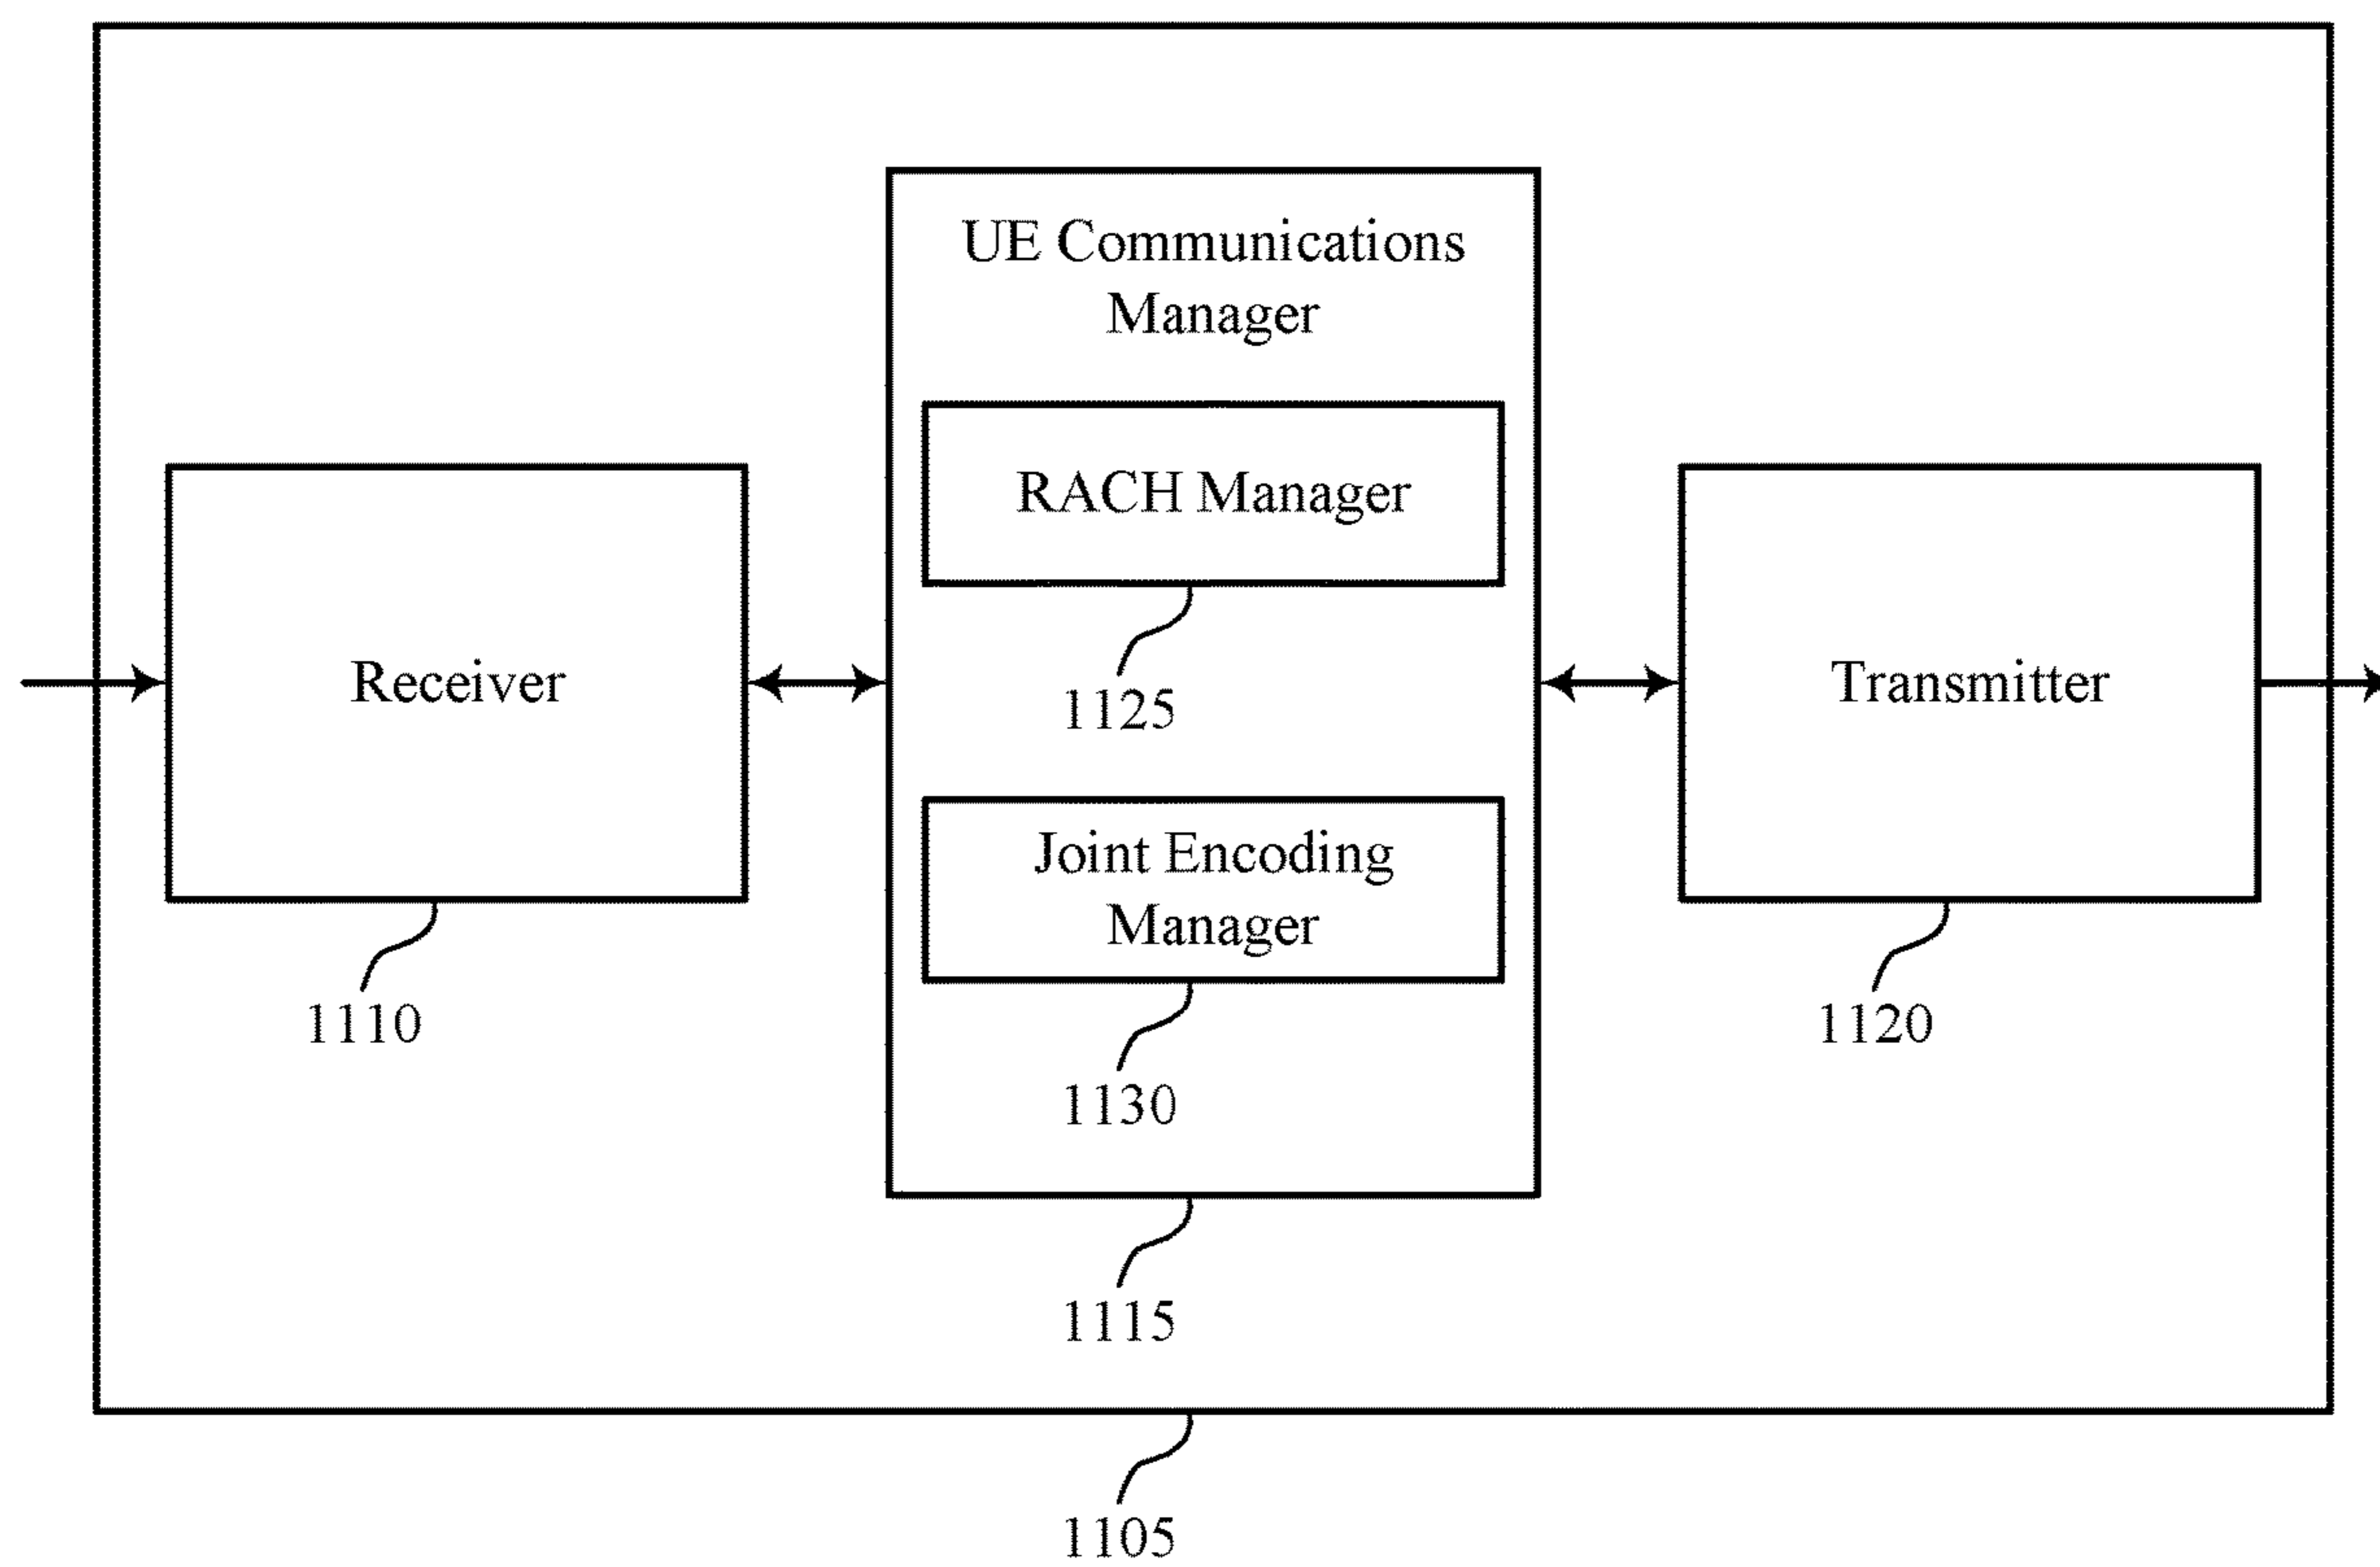 UE Communications
Manager
RACH Manager
1125
Receiver
Transmitter
Joint Encoding
Manager
1110
1120
1130
1115
1105